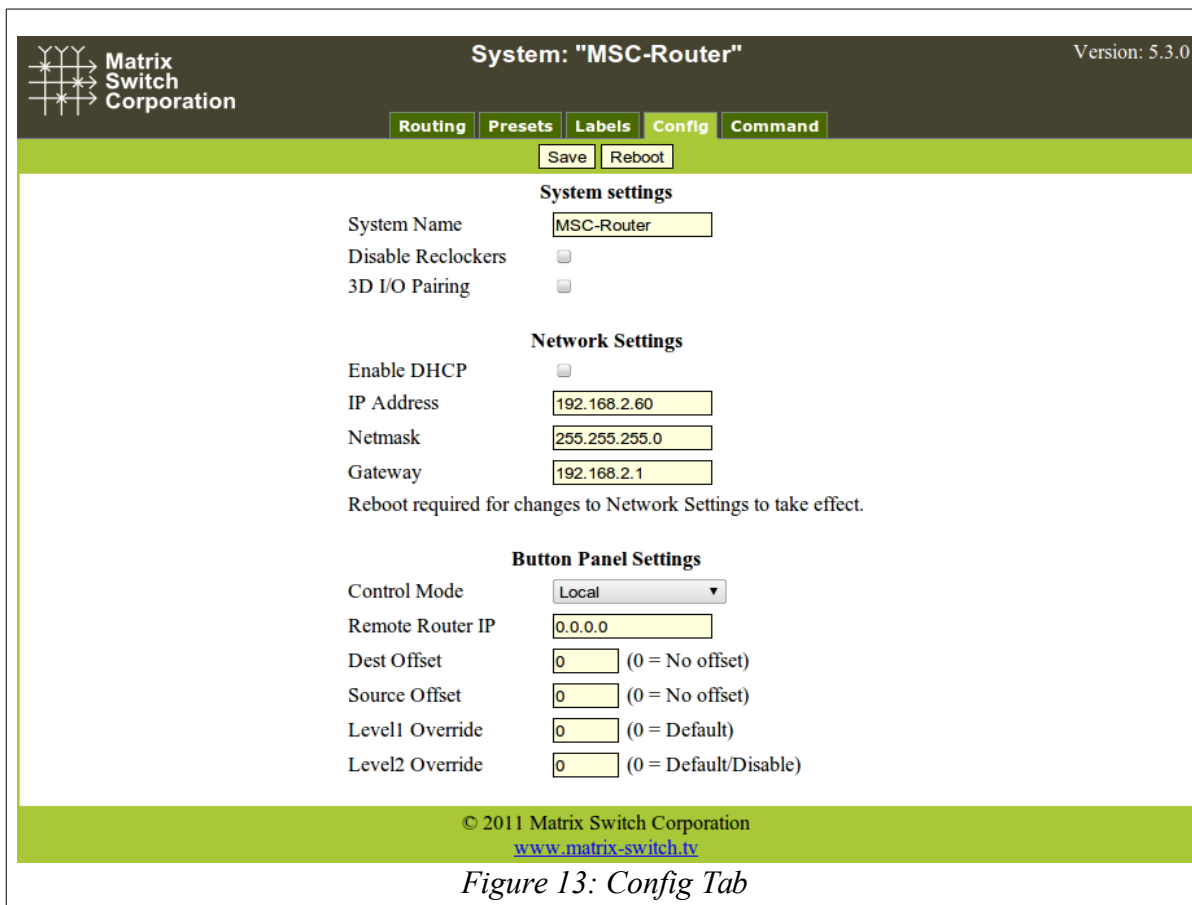 Matrix
Switch
Corporation
System: "MSC-Router"
Version: 5.3.0
Routing Presets Labels Config Command
Save Reboot
System settings
System Name MSC-Router
Disable Reclockers
3D I/O Pairing
Network Settings
Enable DHCP
IP Address 192.168.2.60
Netmask 255.255.255.0
Gateway 192.168.2.1
Reboot required for changes to Network Settings to take effect.
Button Panel Settings
Control Mode Local
Remote Router IP 0.0.0.0
Dest Offset 0 (0 = No offset)
Source Offset 0 (0 = No offset)
Level1 Override 0 (0 = Default)
Level2 Override 0 (0 = Default/Disable)
© 2011 Matrix Switch Corporation
www.matrix-switch.tv
Figure 13: Config Tab